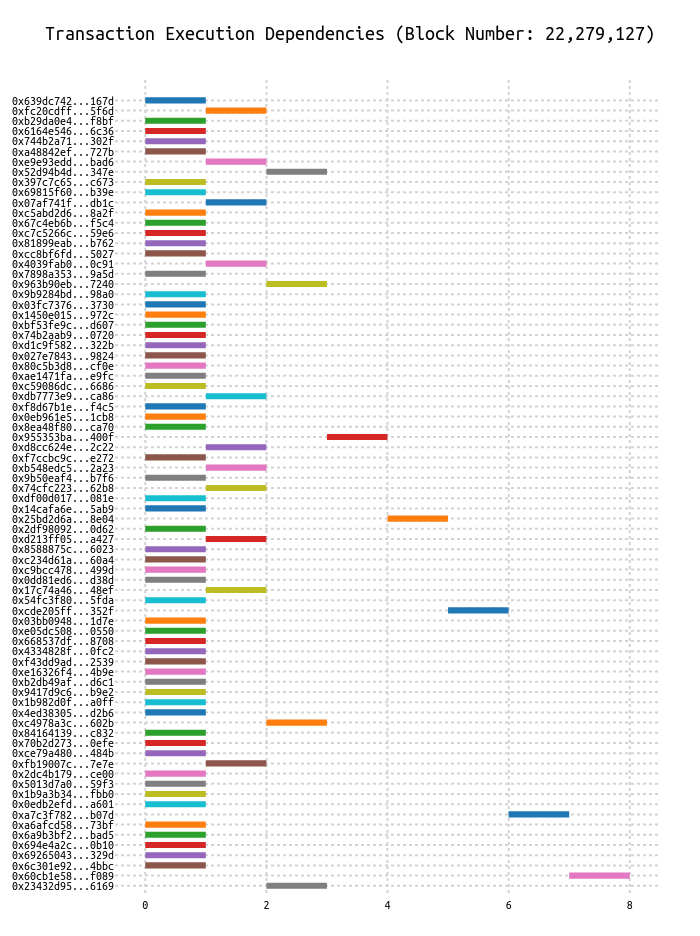 Transaction Execution Dependencies (Block Number: 22,279,127)
0x639dc742...167d
0xfc20cdff...5f6d
0xb29da0e4...f8bf
0x6164e546...6c36
0x744b2a71...302f
0xa48842ef...727b
0xe9e93edd...bad6
0x52d94b4d...347e
0x397c7c65...c673
0x69815f60...b39e
0x07af741f...db1c
0xc5abd2d6...8a2f
0x67c4eb6b...f5c4
0xc7c5266c...59e6
0x81899eab...b762
0xcc8bf6fd...5027
0x4039fab0...0c91
0x7898a353...9a5d
0x963b90eb...7240
0x9b9284bd...98a0
0x03fc7376...3730
0x1450e015...972c
0xbf53fe9c...d607
0x74b2aab9...0720
0xd1c9f582...322b
0x027e7843...9824
0x80c5b3d8...cf0e
0xae1471fa...e9fc
0xc59086dc...6686
0xdb7773e9...ca86
0xf8d67b1e...f4c5
0x0eb961e5...1cb8
0x8ea48f80...ca70
0x955353ba...400f
0xd8cc624e...2c22
0xf7ccbc9c...e272
0xb548edc5...2a23
0x9b50eaf4...b7f6
0x74cfc223...62b8
0xdf00d017...081e
0x14cafa6e...5ab9
0x25bd2d6a...8e04
0x2df98092...0d62
0xd213ff05...a427
0x8588875c...6023
0xc234d61a...60a4
0xc9bcc478...499d
0x0dd81ed6...d38d
0x17c74a46...48ef
0x54fc3f80...5fda
0xcde205ff...352f
0x03bb0948...1d7e
0xe05dc508...0550
0x668537df...8708
0x4334828f...0fc2
0xf43dd9ad...2539
0xe16326f4...4b9e
0xb2db49af...d6c1
0x9417d9c6...b9e2
0x1b982d0f...a0ff
0x4ed38305...d2b6
0xc4978a3c...602b
0x84164139...c832
0x70b2d273...0efe
0xce79a480...484b
0xfb19007c...7e7e
0x2dc4b179...ce00
0x5013d7a0...59f3
0x1b9a3b34...fbb0
0x0edb2efd...a601
0xa7c3f782...b07d
0xa6afcd58...73bf
0x6a9b3bf2...bad5
0x694e4a2c...0b10
0x69265043...329d
0x6c301e92...4bbc
0x60cb1e58...f089
0x23432d95...6169
0 2 4 6 8